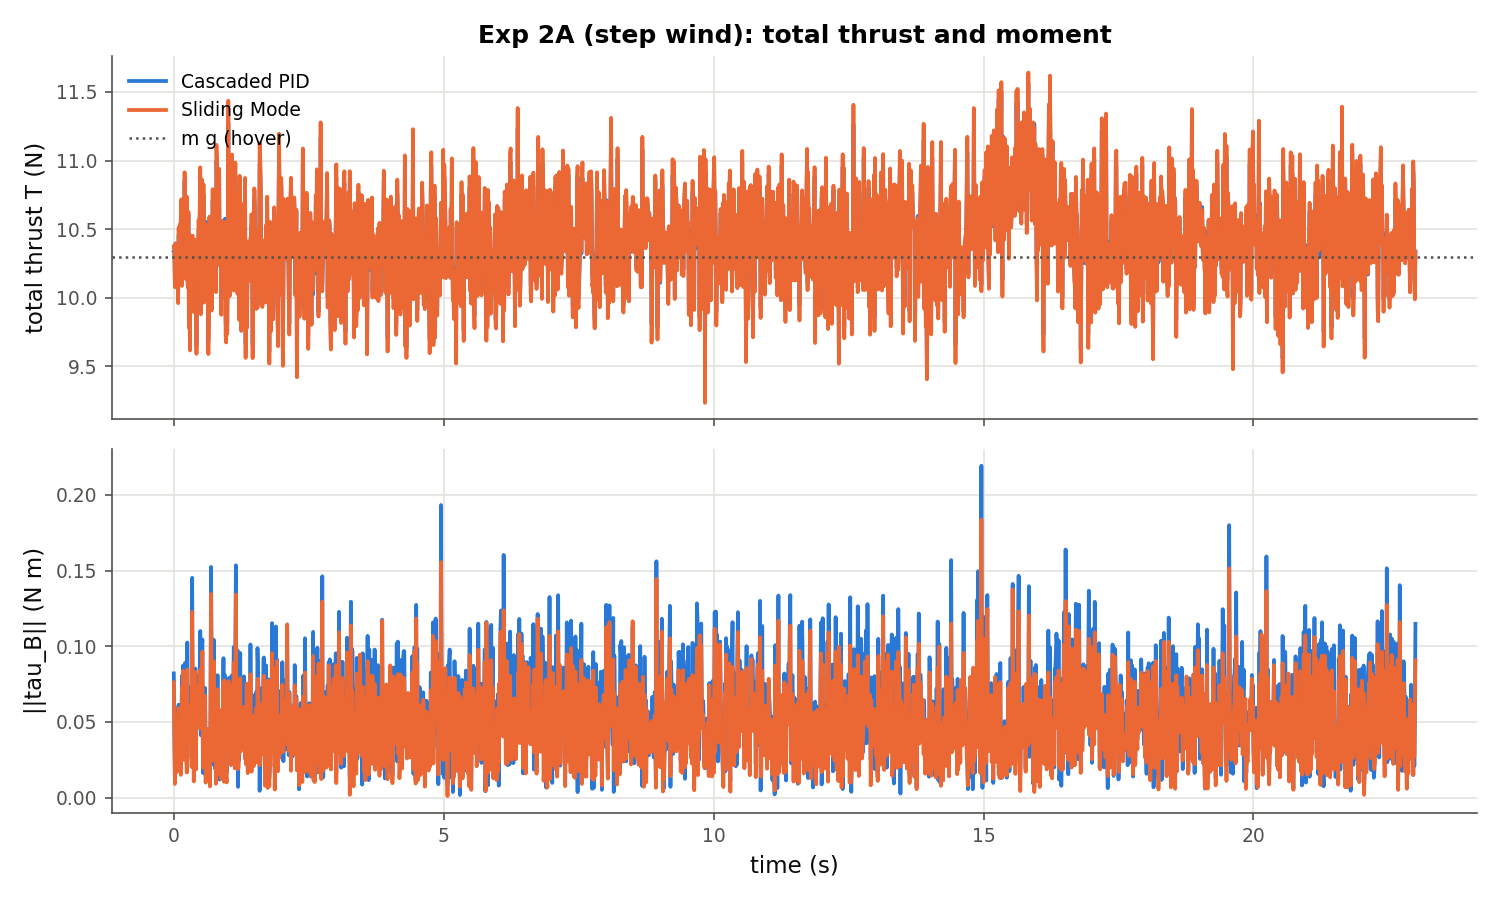 Exp 2A (step wind): total thrust and moment
Cascaded PID
Sliding Mode
m g (hover)
total thrust T (N)
11.5
11.0
10.5
10.0
9.5
||tau_B|| (N m)
0.20
0.15
0.10
0.05
0.00
0 5 10 15 20
time (s)